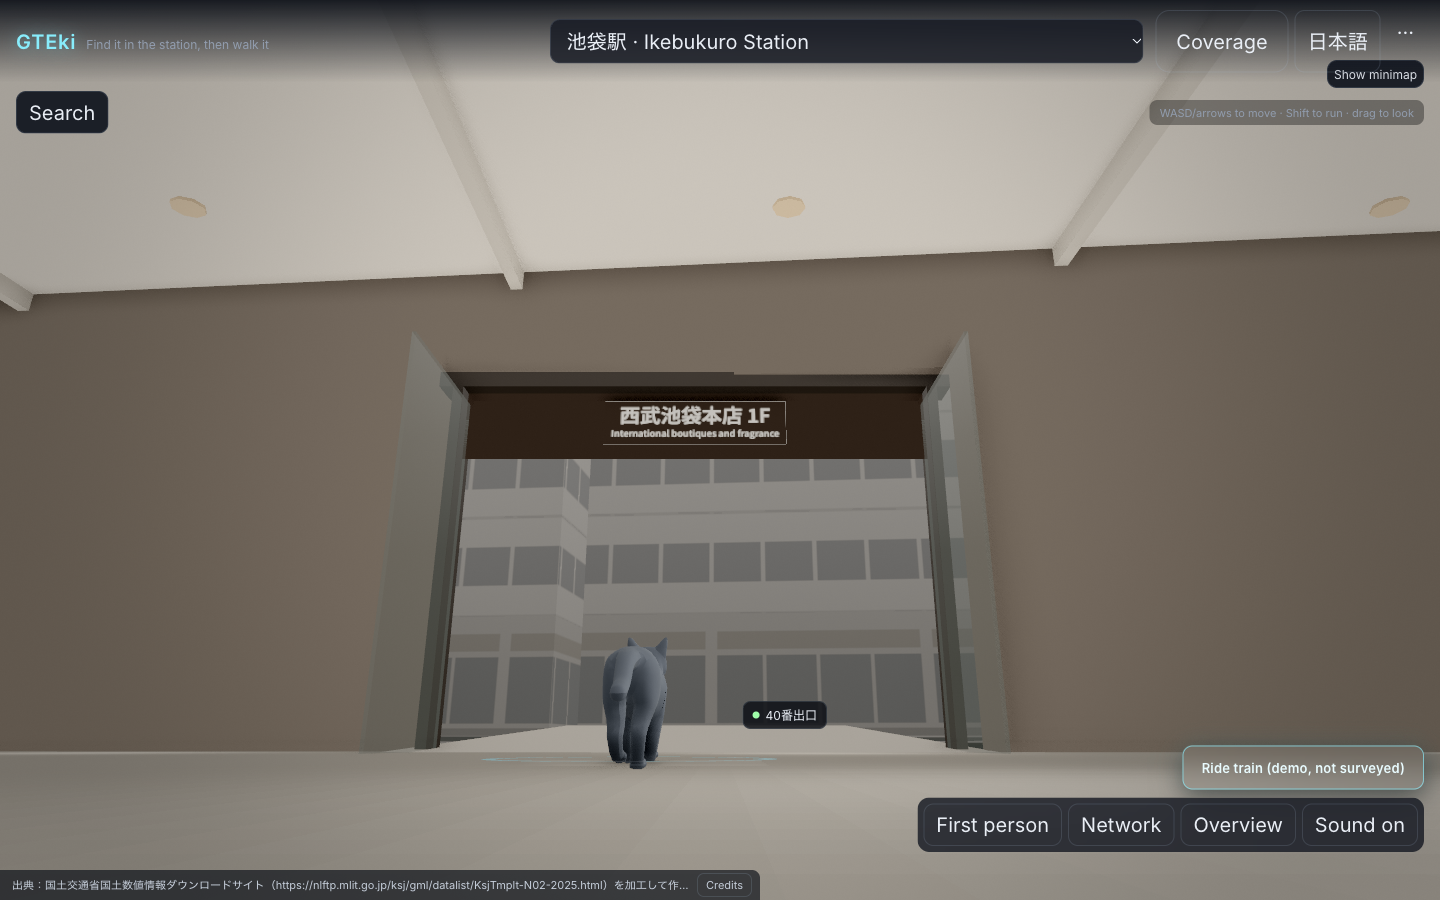 GTEki
Find it in the station, then walk it
池袋駅 · Ikebukuro Station
Coverage
日本語
...
Show minimap
Search
WASD/arrows to move · Shift to run · drag to look
西武池袋本店 1F
International boutiques and fragrance
40番出口
Ride train (demo, not surveyed)
First person
Network
Overview
Sound on
出典：国土交通省国土数値情報ダウンロードサイト（https://nlftp.mlit.go.jp/ksj/gml/datalist/KsjTmplt-N02-2025.html）を加工して作...
Credits